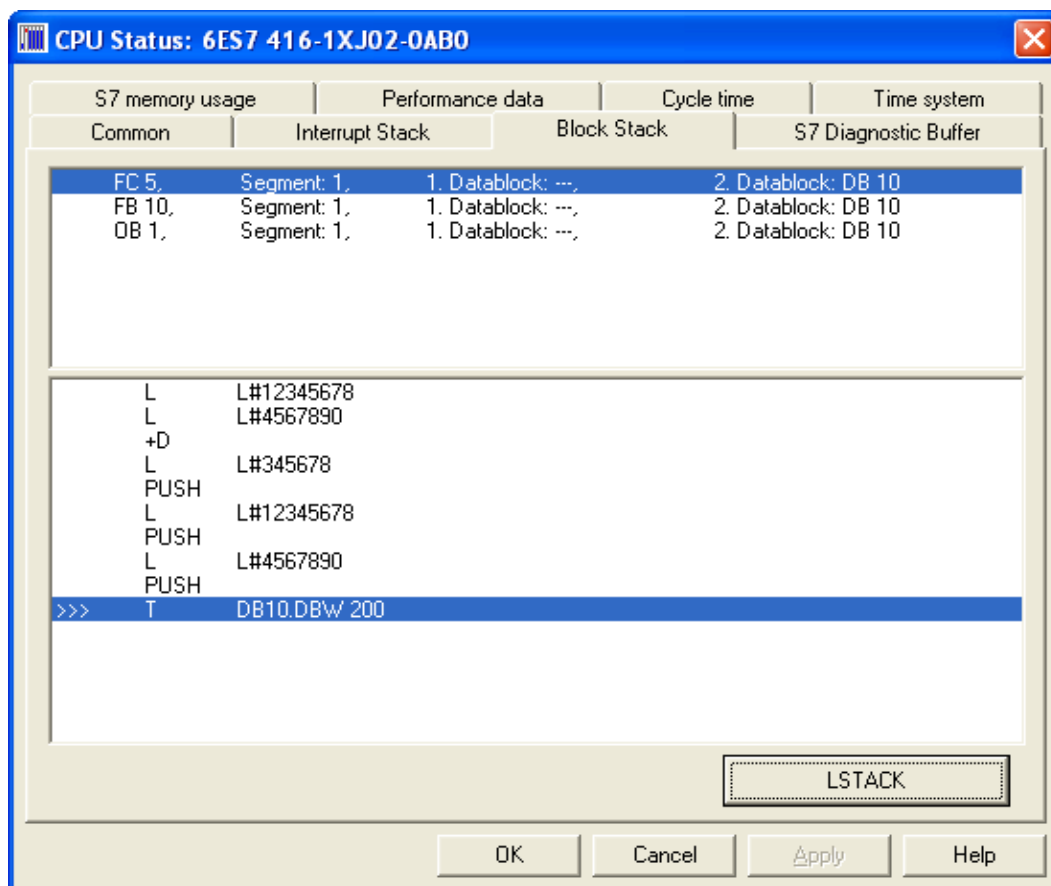 CPU Status: 6ES7 416-1XJ02-0AB0
S7 memory usage Performance data Cycle time Time system
Common Interrupt Stack Block Stack S7 Diagnostic Buffer
FC 5, Segment: 1, 1. Datablock: ---, 2. Datablock: DB 10
FB 10, Segment: 1, 1. Datablock: ---, 2. Datablock: DB 10
OB 1, Segment: 1, 1. Datablock: ---, 2. Datablock: DB 10
L L#12345678
L L#4567890
+D
L L#345678
PUSH
L L#12345678
PUSH
L L#4567890
PUSH
>>> T DB10.DBW 200
LSTACK
OK Cancel Apply Help